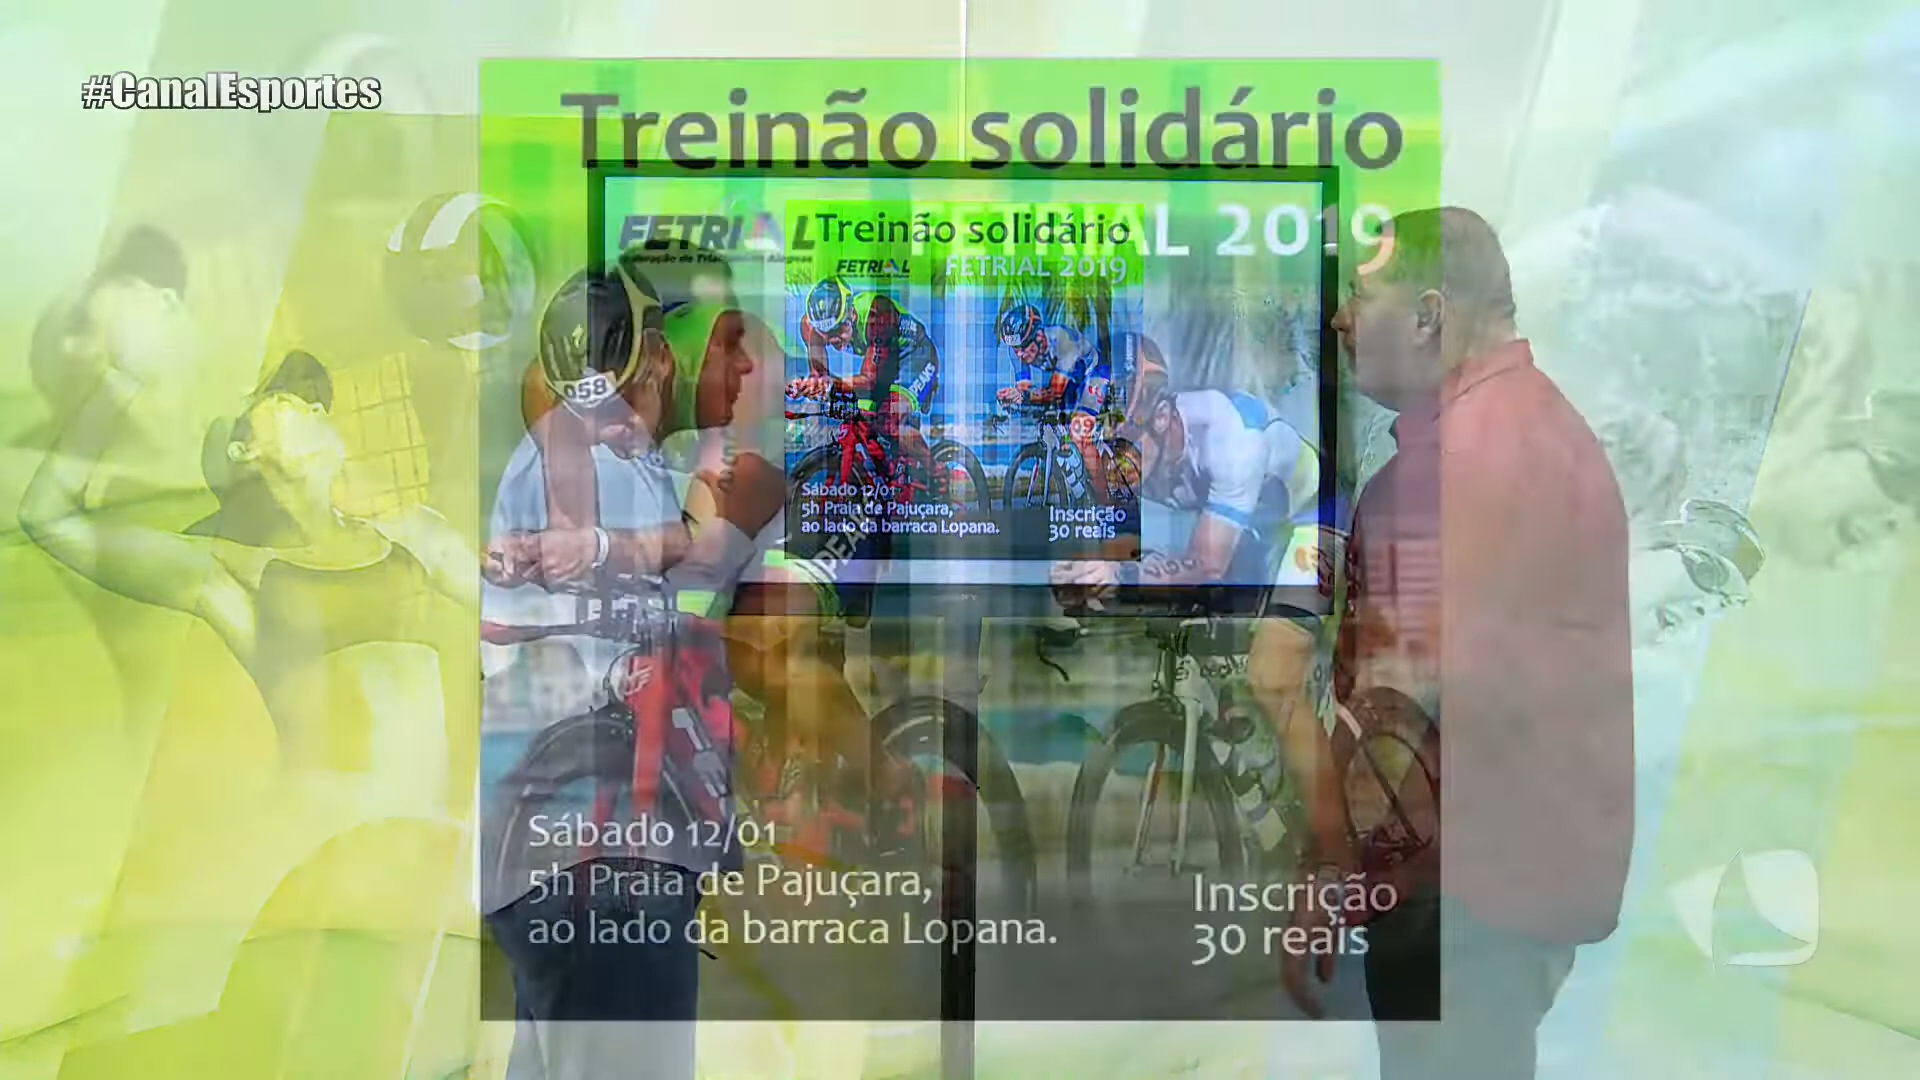 #CanalEsportes
Treinão solidário
FETRIAL 2019
FETRIAL
Treinão solidário
FETRIAL
FETRIAL 2019
058
PEAKS
09
Sábado 12/01
5h Praia de Pajuçara,
ao lado da barraca Lopana.
Inscrição
30 reais
Sábado 12/01
5h Praia de Pajuçara,
ao lado da barraca Lopana.
Inscrição
30 reais